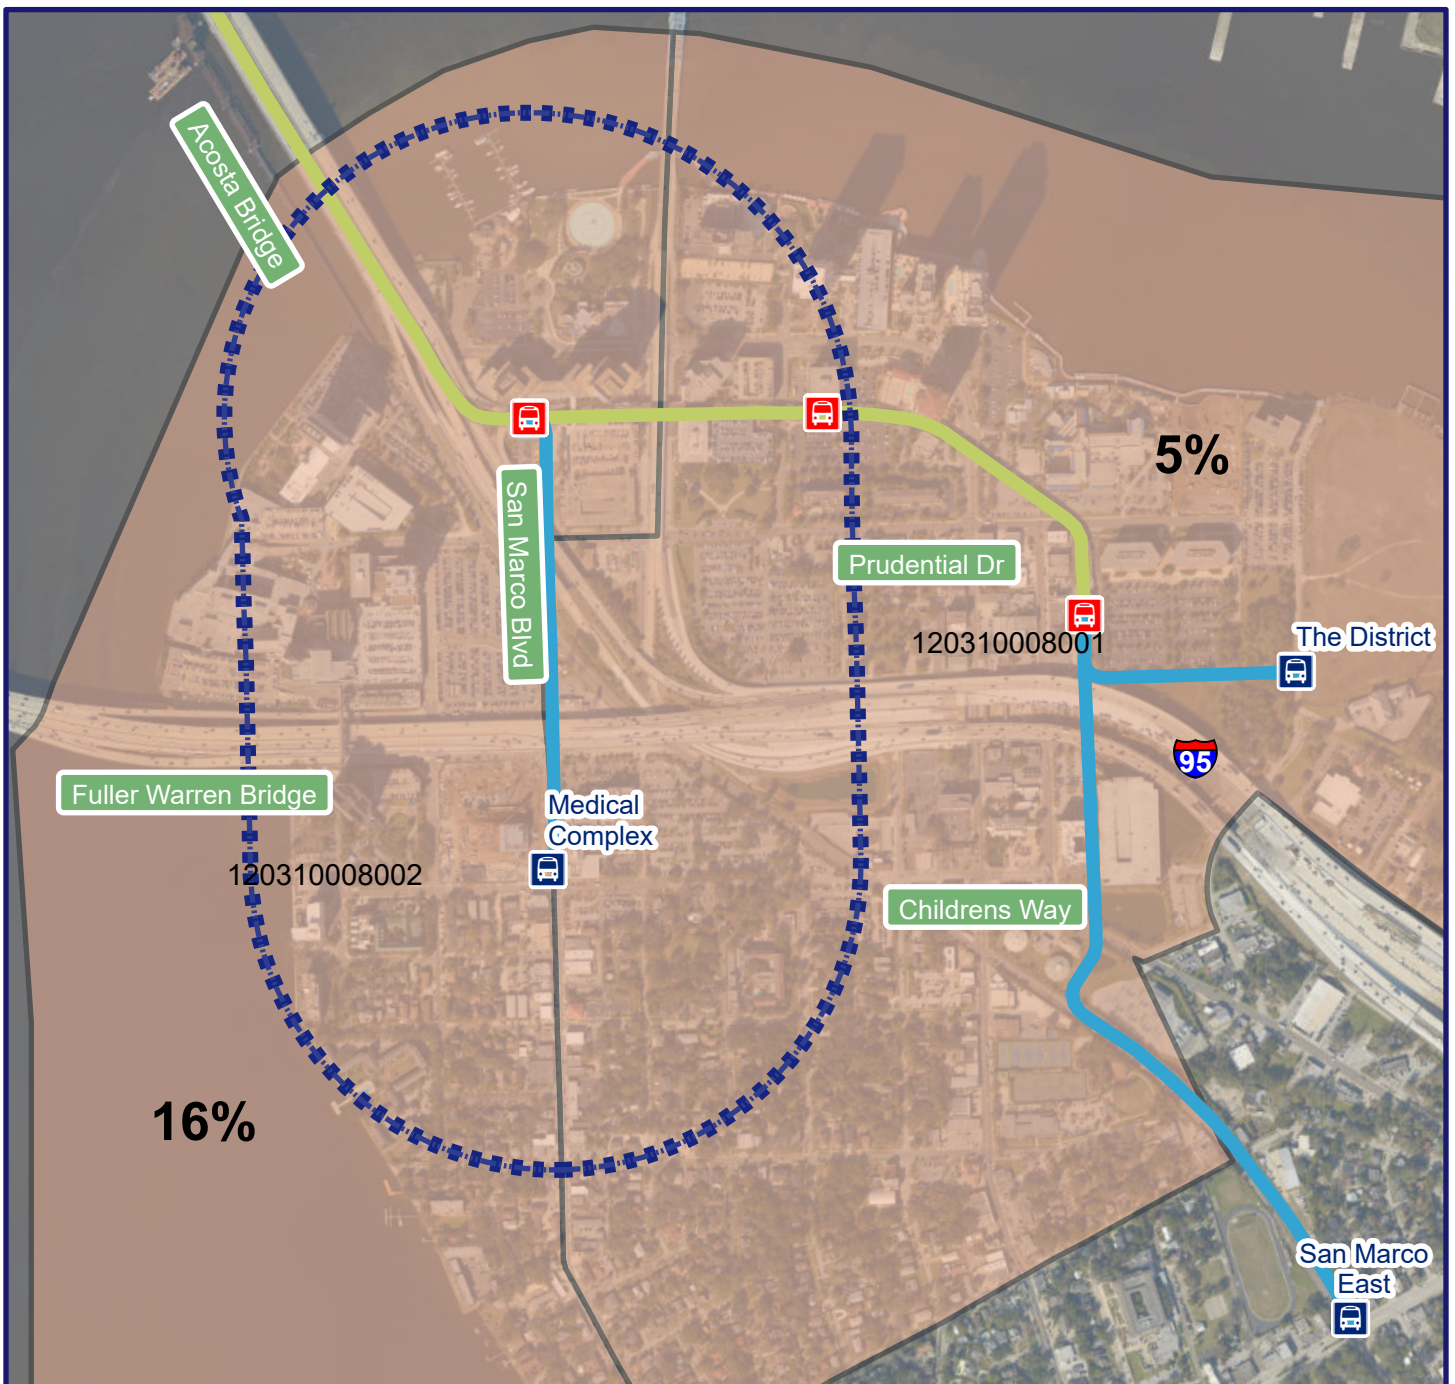 Acosta Bridge
5%
San Marco Blvd
Prudential Dr
120310008001
The District
95
Fuller Warren Bridge
Medical
Complex
120310008002
Childrens Way
16%
San Marco
East